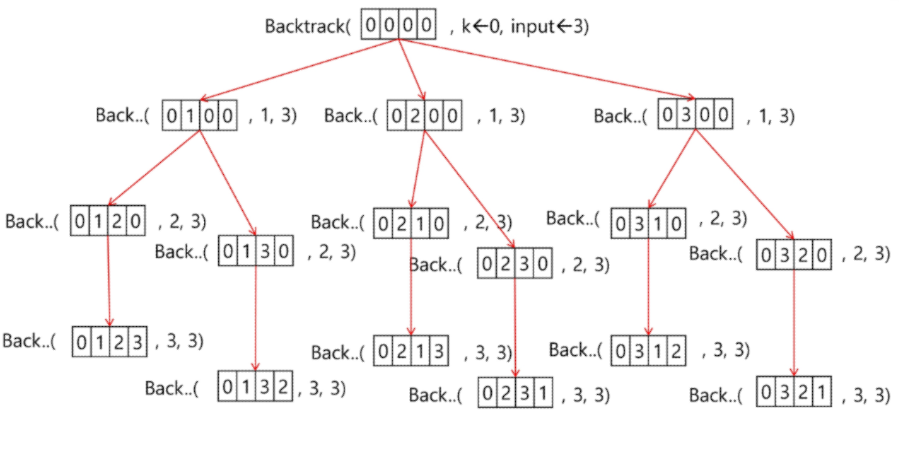 Backtrack( 0 0 0 0 , k←0, input←3)
Back..( 0 1 0 0 , 1, 3) Back..( 0 2 0 0 , 1, 3) Back..( 0 3 0 0 , 1, 3)
Back..( 0 1 2 0 , 2, 3) Back..( 0 2 1 0 , 2, 3) Back..( 0 3 1 0 , 2, 3)
Back..( 0 1 3 0 , 2, 3) Back..( 0 2 3 0 , 2, 3) Back..( 0 3 2 0 , 2, 3)
Back..( 0 1 2 3 , 3, 3) Back..( 0 2 1 3 , 3, 3) Back..( 0 3 1 2 , 3, 3)
Back..( 0 1 3 2 , 3, 3) Back..( 0 2 3 1 , 3, 3) Back..( 0 3 2 1 , 3, 3)